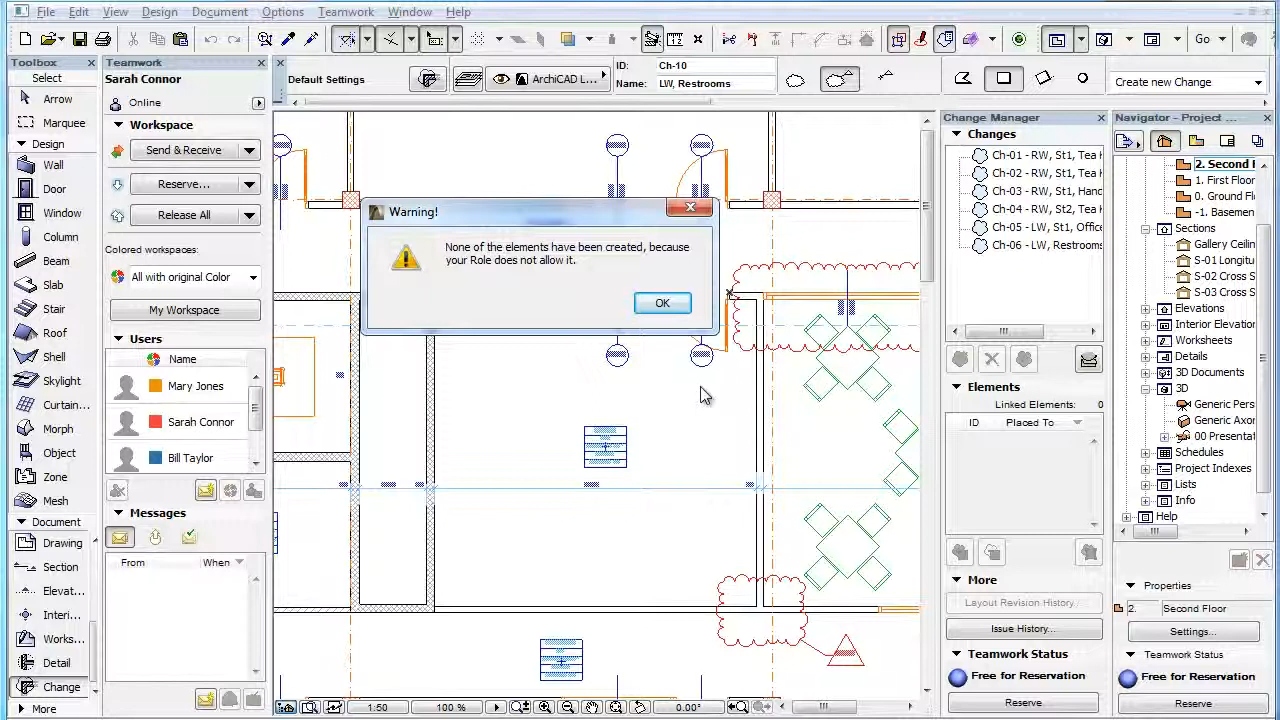 File Edit View Design Document Options Teamwork Window Help
Go
Toolbox
Select
Arrow
Marquee
Design
Wall
Door
Window
Column
Beam
Slab
Stair
Roof
Shell
Skylight
Curtain...
Morph
Object
Zone
Mesh
Document
Drawing
Section
Elevat...
Interi...
Works...
Detail
Change
More
Teamwork
Sarah Connor
Online
Workspace
Send & Receive
Reserve...
Release All
Colored workspaces:
All with original Color
My Workspace
Users
Name
Mary Jones
Sarah Connor
Bill Taylor
Messages
From When
Default Settings
ArchiCAD L...
ID: Ch-10
Name: LW, Restrooms
Create new Change
Warning!
None of the elements have been created, because
your Role does not allow it.
OK
1:50 100 % 0.00°
Change Manager
Changes
Ch-01 - RW, St1, Tea
Ch-02 - RW, St1, Tea
Ch-03 - RW, St1, Hand
Ch-04 - RW, St2, Tea
Ch-05 - LW, St1, Offic
Ch-06 - LW, Restrooms
Elements
Linked Elements: 0
ID Placed To
More
Layout Revision History...
Issue History...
Teamwork Status
Free for Reservation
Reserve
Navigator - Project ...
2. Second
1. First Floor
0. Ground Fl
-1. Basemen
Sections
Gallery Ceilin
S-01 Longitu
S-02 Cross S
S-03 Cross S
Elevations
Interior Elevatio
Worksheets
Details
3D Documents
3D
Generic Pers
Generic Axon
00 Presentat
Schedules
Project Indexes
Lists
Info
Help
Properties
2. Second Floor
Settings...
Teamwork Status
Free for Reservation
Reserve